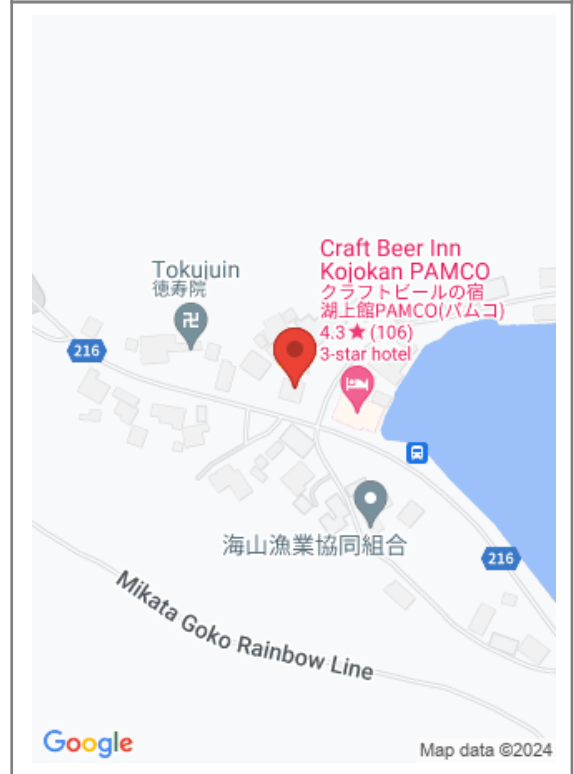 Craft Beer Inn
Kojokan PAMCO
クラフトビールの宿
湖上館PAMCO(パムコ)
4.3★(106)
3-star hotel
Tokujuin
徳寿院
卍
216
海山漁業協同組合
216
Mikata Goko Rainbow Line
Google
Map data ©2024